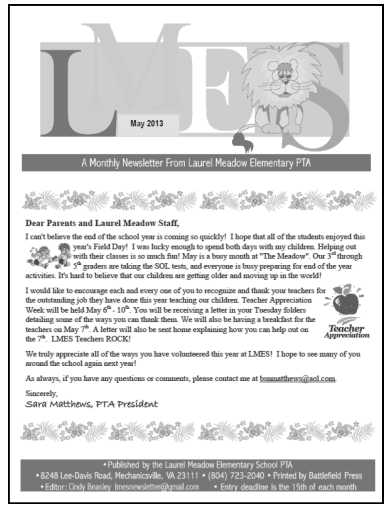 LMES
May 2013
A Monthly Newsletter From Laurel Meadow Elementary PTA
Dear Parents and Laurel Meadow Staff,
I can't believe the end of the school year is coming so quickly! I hope that all of the students enjoyed this
year's Field Day! I was lucky enough to spend both days with my children. Helping out
with their classes is so much fun! May is a busy month at "The Meadow". Our 3rd through
5th graders are taking the SOL tests, and everyone is busy preparing for end of the year
activities. It's hard to believe that our children are getting older and moving up in the world!
I would like to encourage each and every one of you to recognize and thank your teachers for
the outstanding job they have done this year teaching our children. Teacher Appreciation
Week will be held May 6th - 10th. You will be receiving a letter in your Tuesday folders
detailing some of the ways you can thank them. We will also be having a breakfast for the
teachers on May 7th. A letter will also be sent home explaining how you can help out on
the 7th. LMES Teachers ROCK!
Teacher
Appreciation
We truly appreciate all of the ways you have volunteered this year at LMES! I hope to see many of you
around the school again next year!
As always, if you have any questions or comments, please contact me at bsnmatthews@aol.com.
Sincerely,
Sara Matthews, PTA President
•Published by the Laurel Meadow Elementary School PTA
•8248 Lee-Davis Road, Mechanicsville, VA 23111 • (804) 723-2040 • Printed by Battlefield Press
•Editor: Cindy Beasley lmesnewsletter@gmail.com • Entry deadline is the 15th of each month